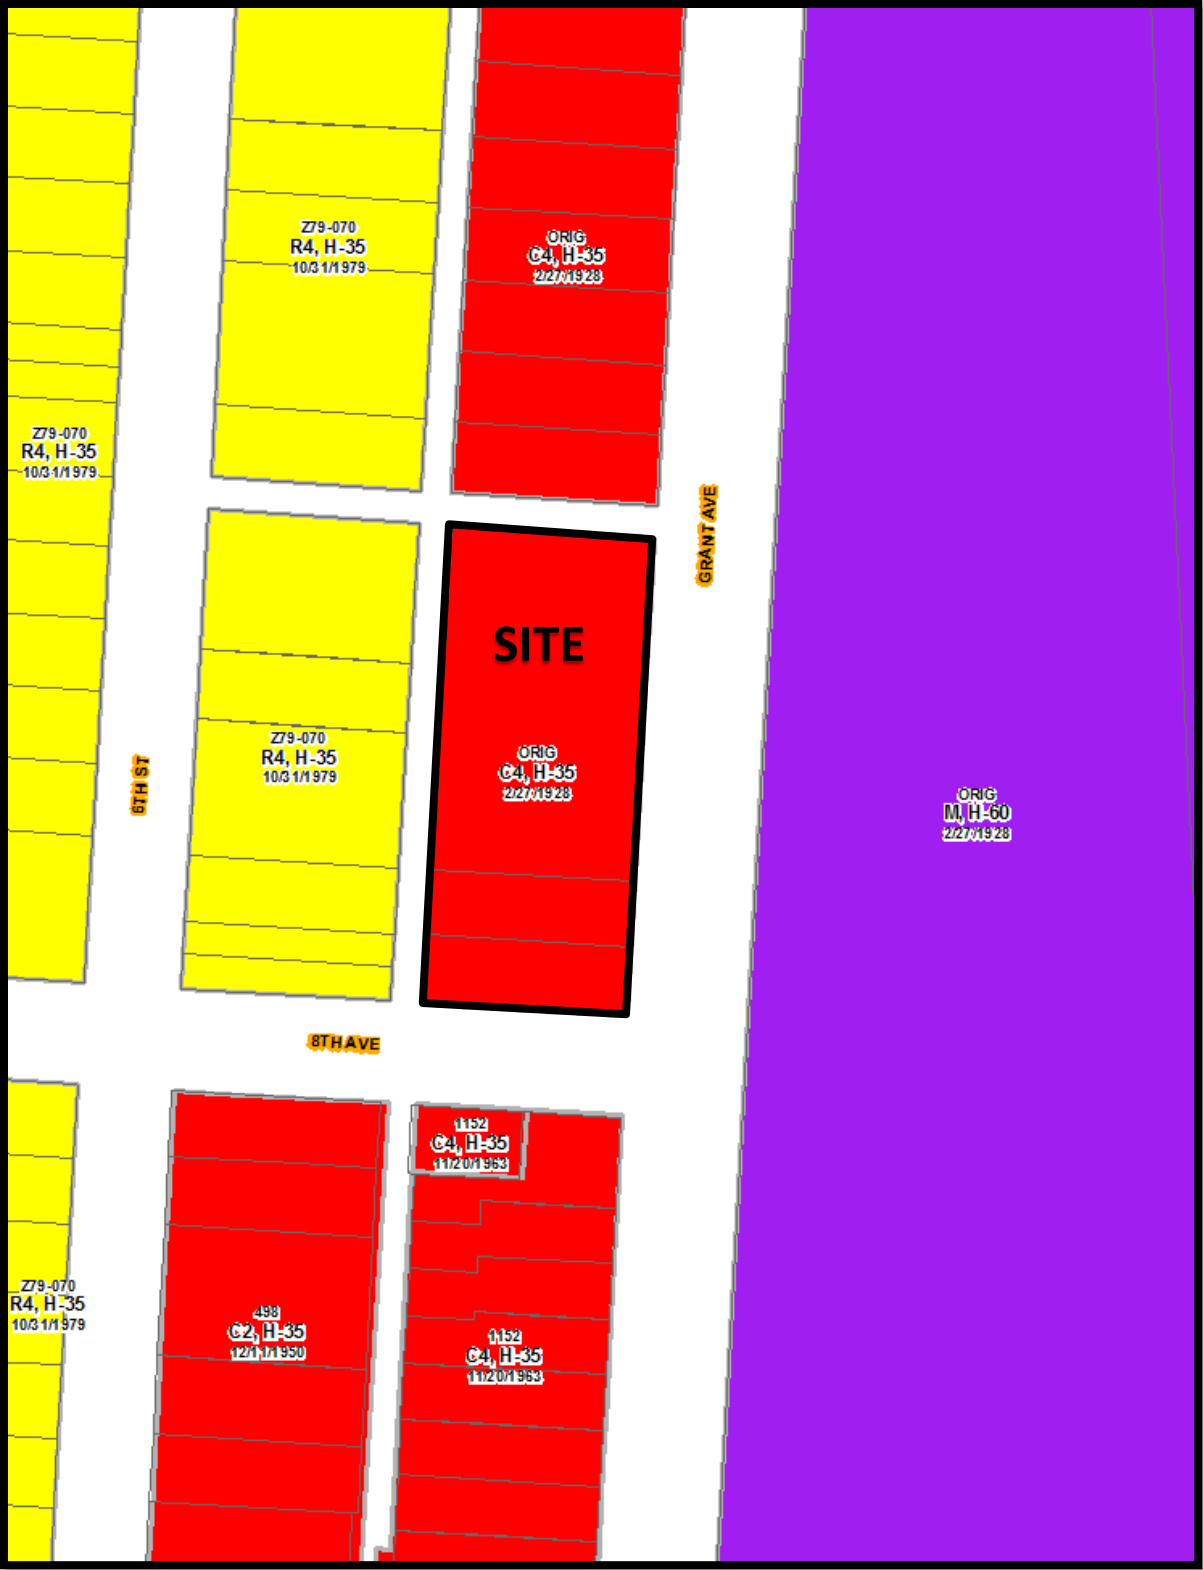 Z79-070
R4, H-35
10/31/1979
ORIG
C4, H-35
2/27/1928
Z79-070
R4, H-35
10/31/1979
GRANT AVE
SITE
Z79-070
R4, H-35
10/31/1979
ORIG
C4, H-35
2/27/1928
6TH ST
ORIG
M, H-60
2/27/1928
8TH AVE
1152
C4, H-35
11/20/1963
Z79-070
R4, H-35
10/31/1979
498
C2, H-35
12/11/1950
1152
C4, H-35
11/20/1963